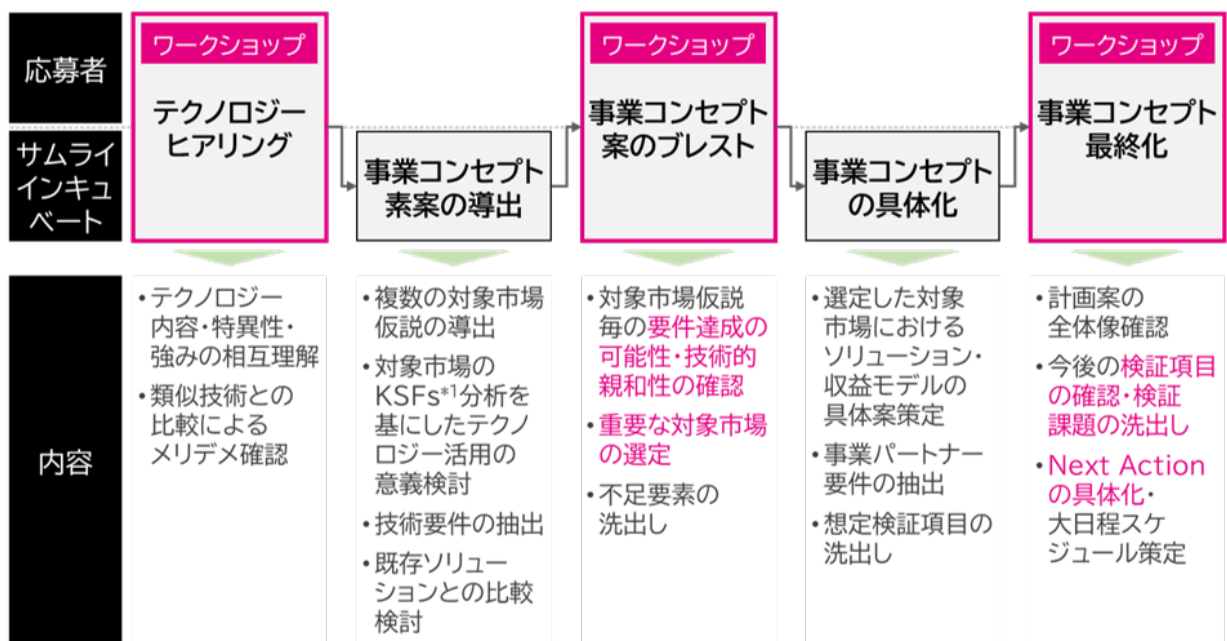 応募者
サムライ
インキュ
ベート
ワークショップ
テクノロジー
ヒアリング
事業コンセプト
素案の導出
ワークショップ
事業コンセプト
案のブレスト
事業コンセプト
の具体化
ワークショップ
事業コンセプト
最終化
内容
・テクノロジー
内容・特異性・
強みの相互理解
・類似技術との
比較による
メリデメ確認
・複数の対象市場
仮説の導出
・対象市場の
KSFs*1分析を
基にしたテクノ
ロジー活用の
意義検討
・技術要件の抽出
・既存ソリュー
ションとの比較
検討
・対象市場仮説
毎の要件達成の
可能性・技術的
親和性の確認
・重要な対象市場
の選定
・不足要素の
洗出し
・選定した対象
市場における
ソリューション・
収益モデルの
具体案策定
・事業パートナー
要件の抽出
・想定検証項目の
洗出し
・計画案の
全体像確認
・今後の検証項目
の確認・検証
課題の洗出し
・Next Action
の具体化・
大日程スケ
ジュール策定